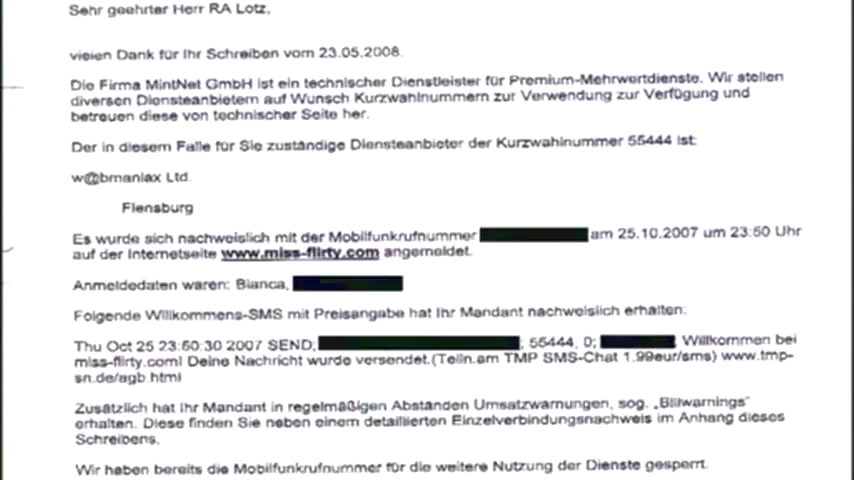 Sehr geehrter Herr RA Lotz,
vielen Dank für Ihr Schreiben vom 23.05.2008.
Die Firma MintNet GmbH ist ein technischer Dienstleister für Premium-Mehrwertdienste. Wir stellen
diversen Diensteanbietern auf Wunsch Kurzwahlnummern zur Verwendung zur Verfügung und
betreuen diese von technischer Seite her.
Der in diesem Falle für Sie zuständige Diensteanbieter der Kurzwahlnummer 55444 ist:
w@bmaniax Ltd.
Flensburg
Es wurde sich nachweislich mit der Mobilfunkrufnummer am 25.10.2007 um 23:50 Uhr
auf der Internetseite www.miss-flirty.com angemeldet.
Anmeldedaten waren: Bianca,
Folgende Willkommens-SMS mit Preisangabe hat Ihr Mandant nachweislich erhalten:
Thu Oct 25 23:50:30 2007 SEND; ; 55444, 0; Willkommen bei
miss-flirty.com! Deine Nachricht wurde versendet.(Teiln.am TMP SMS-Chat 1.99eur/sms) www.tmp-
sn.de/agb.html
Zusätzlich hat Ihr Mandant in regelmäßigen Abständen Umsatzwarnungen, sog. „Billwarnings"
erhalten. Diese finden Sie neben einem detaillierten Einzelverbindungsnachweis im Anhang dieses
Schreibens.
Wir haben bereits die Mobilfunkrufnummer für die weitere Nutzung der Dienste gesperrt.